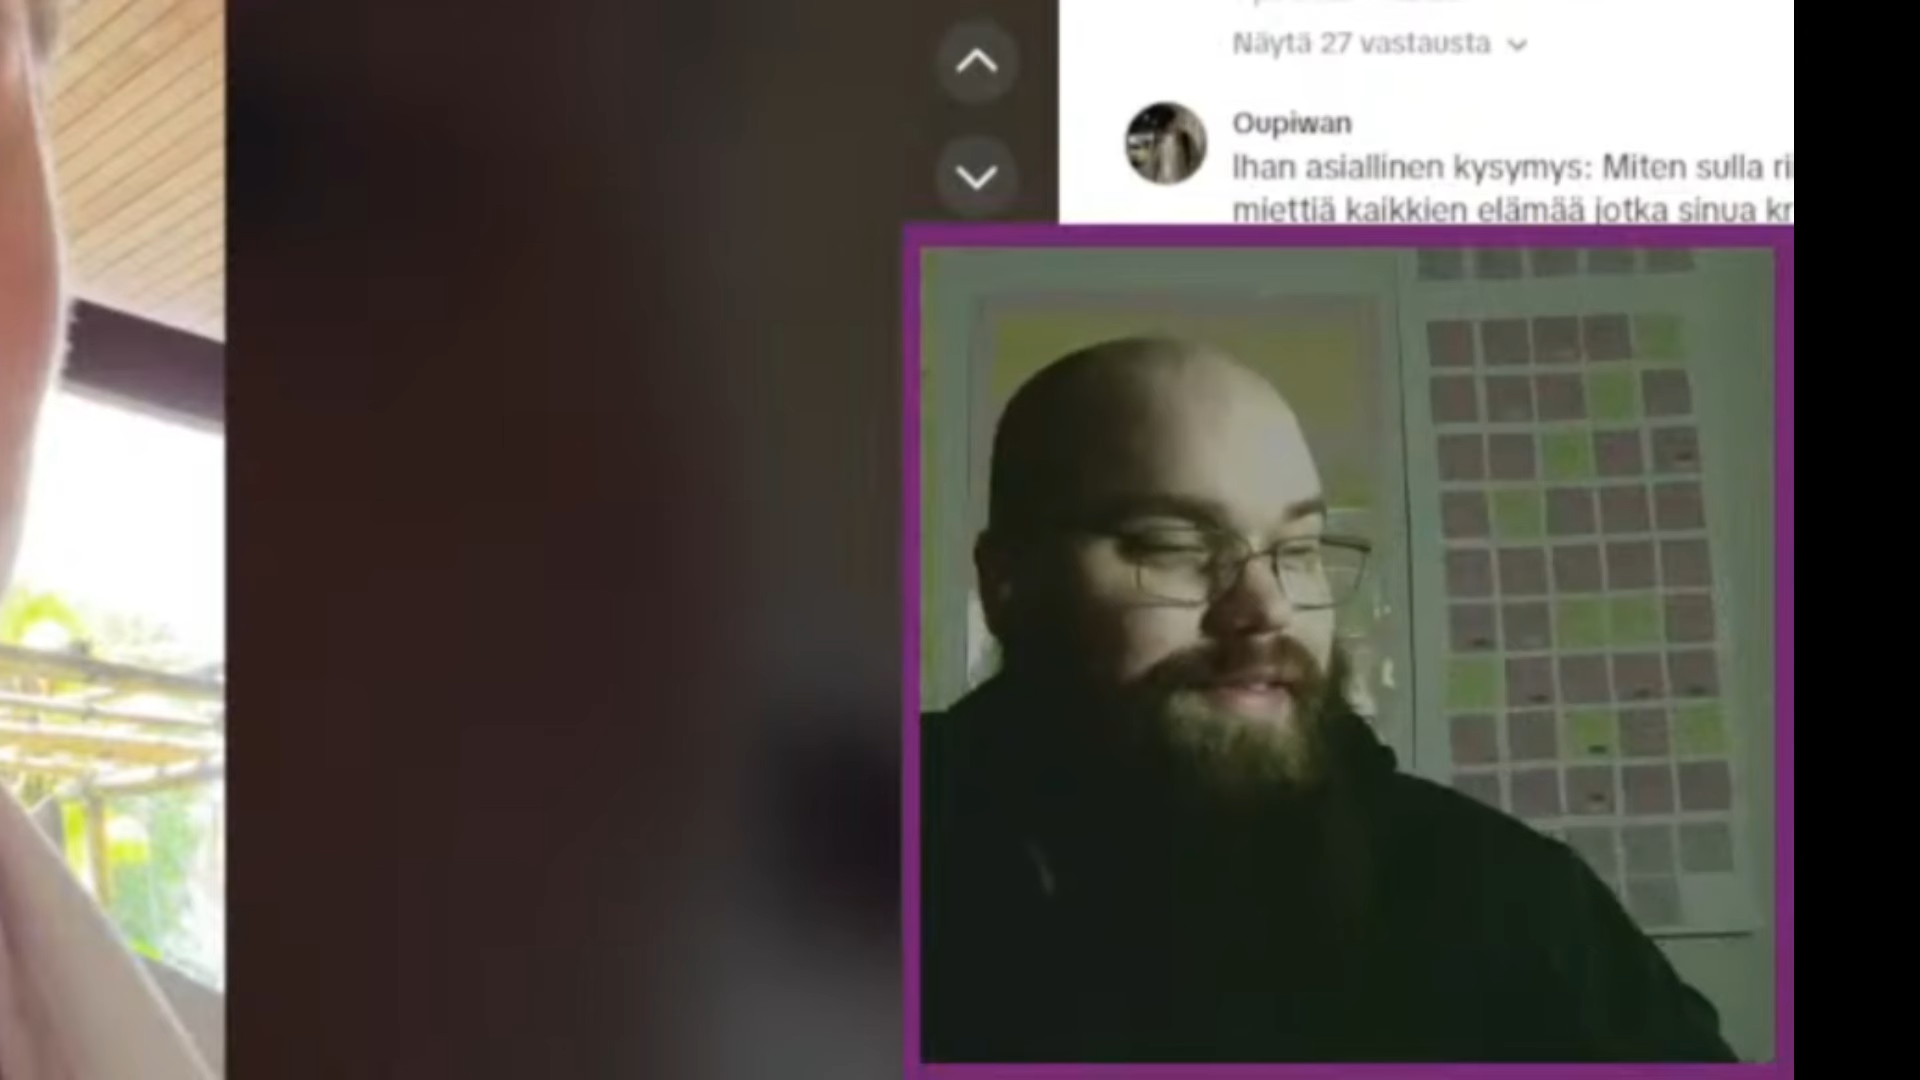 Näytä 27 vastausta
Oupiwan
Ihan asiallinen kysymys: Miten sulla
miettiä kaikkien elämää jotka sinua